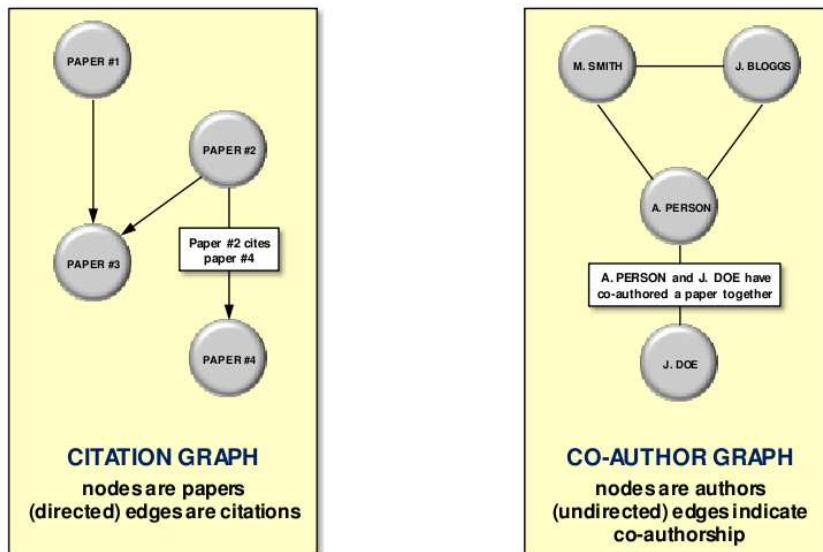 PAPER #1
PAPER #2
PAPER #3
Paper #2 cites
paper #4
PAPER #4
CITATION GRAPH
nodes are papers
(directed) edges are citations
M. SMITH
J. BLOGGS
A. PERSON
A. PERSON and J. DOE have
co-authored a paper together
J. DOE
CO-AUTHOR GRAPH
nodes are authors
(undirected) edges indicate
co-authorship